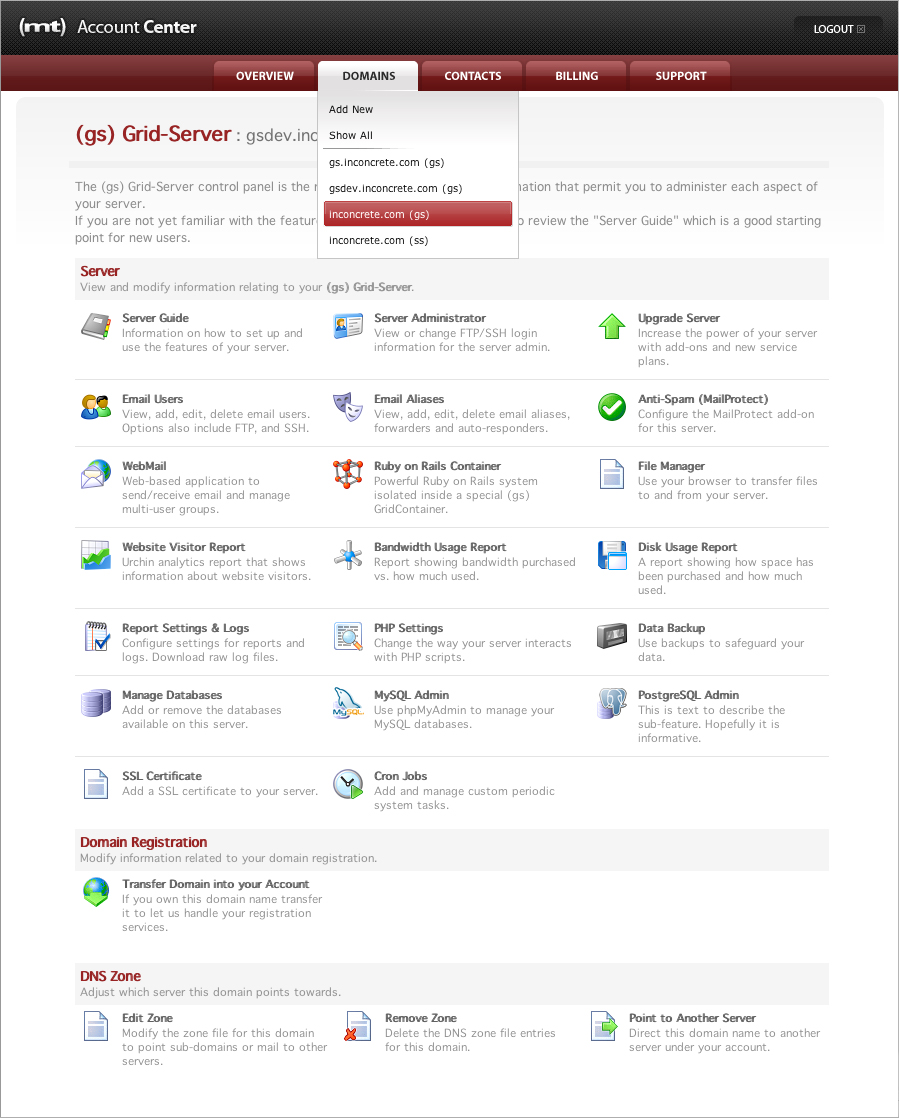 (mt) Account Center
LOGOUT
OVERVIEW DOMAINS CONTACTS BILLING SUPPORT
Add New
Show All
gs.inconcrete.com (gs)
gsdev.inconcrete.com (gs)
inconcrete.com (gs)
inconcrete.com (ss)
(gs) Grid-Server : gsdev.inc
The (gs) Grid-Server control panel is the that permit you to administer each aspect of
your server.
If you are not yet familiar with the review the "Server Guide" which is a good starting
point for new users.
Server
View and modify information relating to your (gs) Grid-Server.
Server Guide
Information on how to set up and
use the features of your server.
Server Administrator
View or change FTP/SSH login
information for the server admin.
Upgrade Server
Increase the power of your server
with add-ons and new service
plans.
Email Users
View, add, edit, delete email users.
Options also include FTP, and SSH.
Email Aliases
View, add, edit, delete email aliases,
forwarders and auto-responders.
Anti-Spam (MailProtect)
Configure the MailProtect add-on
for this server.
WebMail
Web-based application to
send/receive email and manage
multi-user groups.
Ruby on Rails Container
Powerful Ruby on Rails system
isolated inside a special (gs)
GridContainer.
File Manager
Use your browser to transfer files
to and from your server.
Website Visitor Report
Urchin analytics report that shows
information about website visitors.
Bandwidth Usage Report
Report showing bandwidth purchased
vs. how much used.
Disk Usage Report
A report showing how space has
been purchased and how much
used.
Report Settings & Logs
Configure settings for reports and
logs. Download raw log files.
PHP Settings
Change the way your server interacts
with PHP scripts.
Data Backup
Use backups to safeguard your
data.
Manage Databases
Add or remove the databases
available on this server.
MySQL
MySQL Admin
Use phpMyAdmin to manage your
MySQL databases.
PostgreSQL Admin
This is text to describe the
sub-feature. Hopefully it is
informative.
SSL Certificate
Add a SSL certificate to your server.
Cron Jobs
Add and manage custom periodic
system tasks.
Domain Registration
Modify information related to your domain registration.
Transfer Domain into your Account
If you own this domain name transfer
it to let us handle your registration
services.
DNS Zone
Adjust which server this domain points towards.
Edit Zone
Modify the zone file for this domain
to point sub-domains or mail to other
servers.
Remove Zone
Delete the DNS zone file entries
for this domain.
Point to Another Server
Direct this domain name to another
server under your account.